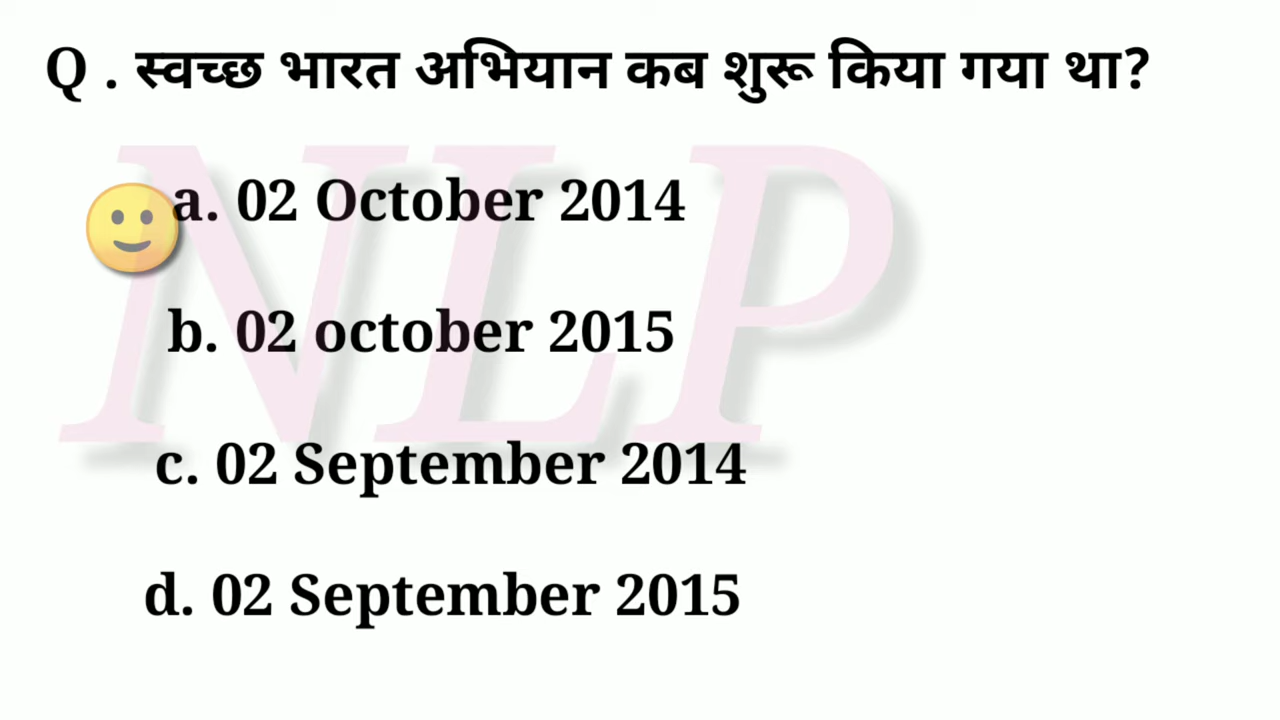 Q . स्वच्छ भारत अभियान कब शुरू किया गया था?
a. 02 October 2014
b. 02 october 2015
c. 02 September 2014
d. 02 September 2015
NLP